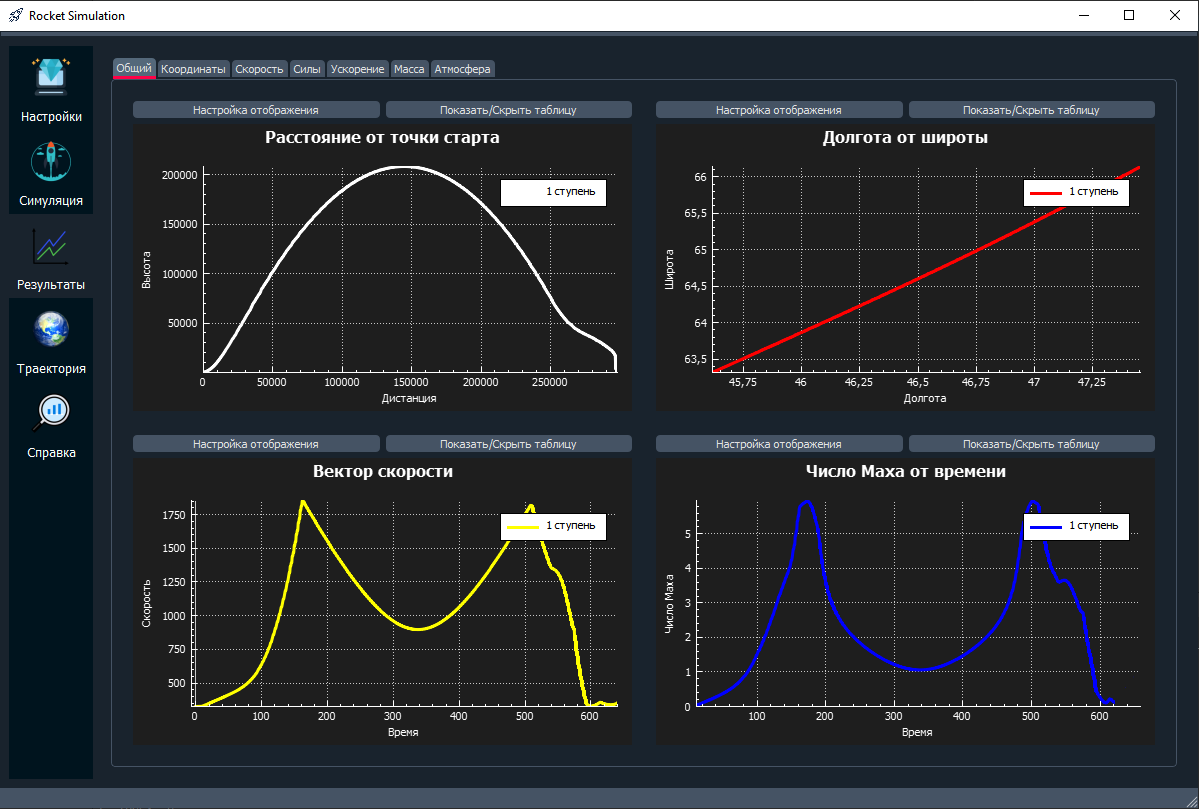 Rocket Simulation
Настройки
Симуляция
Результаты
Траектория
Справка
Общий Координаты Скорость Силы Ускорение Масса Атмосфера
Настройка отображения Показать/Скрыть таблицу
Расстояние от точки старта
1 ступень
Высота
200000
150000
100000
50000
0 50000 100000 150000 200000 250000
Дистанция
Настройка отображения Показать/Скрыть таблицу
Долгота от широты
1 ступень
Широта
66
65,5
65
64,5
64
63,5
45,75 46 46,25 46,5 46,75 47 47,25
Долгота
Настройка отображения Показать/Скрыть таблицу
Вектор скорости
1 ступень
Скорость
1750
1500
1250
1000
750
500
0 100 200 300 400 500 600
Время
Настройка отображения Показать/Скрыть таблицу
Число Маха от времени
1 ступень
Число Маха
5
4
3
2
1
0
100 200 300 400 500 600
Время